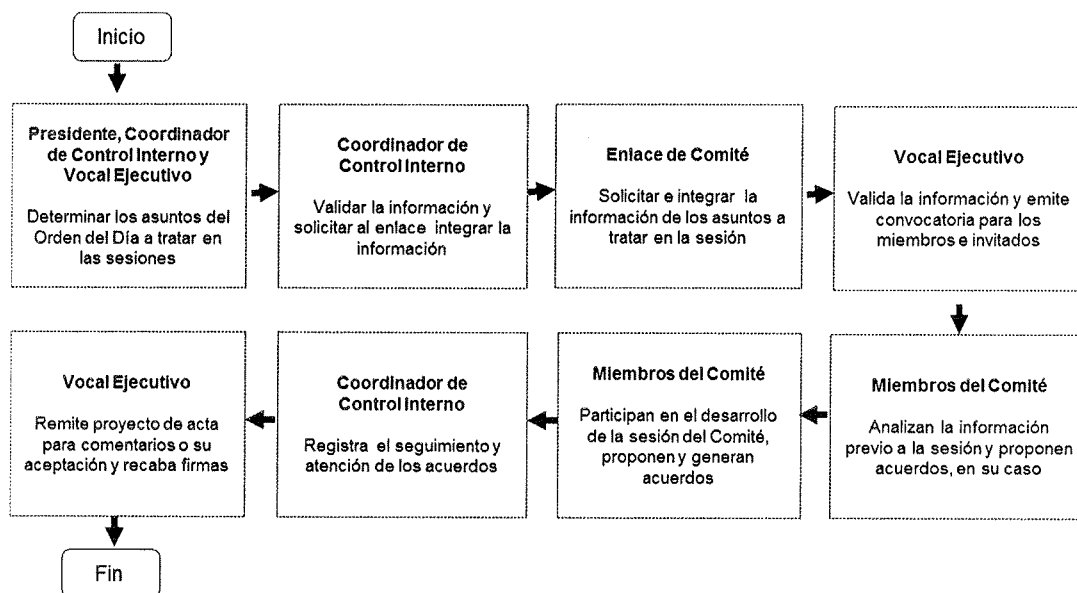 Inicio
Presidente, Coordinador
de Control Interno y
Vocal Ejecutivo
Determinar los asuntos del
Orden del Día a tratar en
las sesiones
Coordinador de
Control Interno
Validar la información y
solicitar al enlace integrar la
información
Enlace de Comité
Solicitar e integrar la
información de los asuntos a
tratar en la sesión
Vocal Ejecutivo
Valida la información y emite
convocatoria para los
miembros e invitados
Miembros del Comité
Analizan la información
previo a la sesión y proponen
acuerdos, en su caso
Miembros del Comité
Participan en el desarrollo
de la sesión del Comité,
proponen y generan
acuerdos
Coordinador de
Control Interno
Registra el seguimiento y
atención de los acuerdos
Vocal Ejecutivo
Remite proyecto de acta
para comentarios o su
aceptación y recaba firmas
Fin